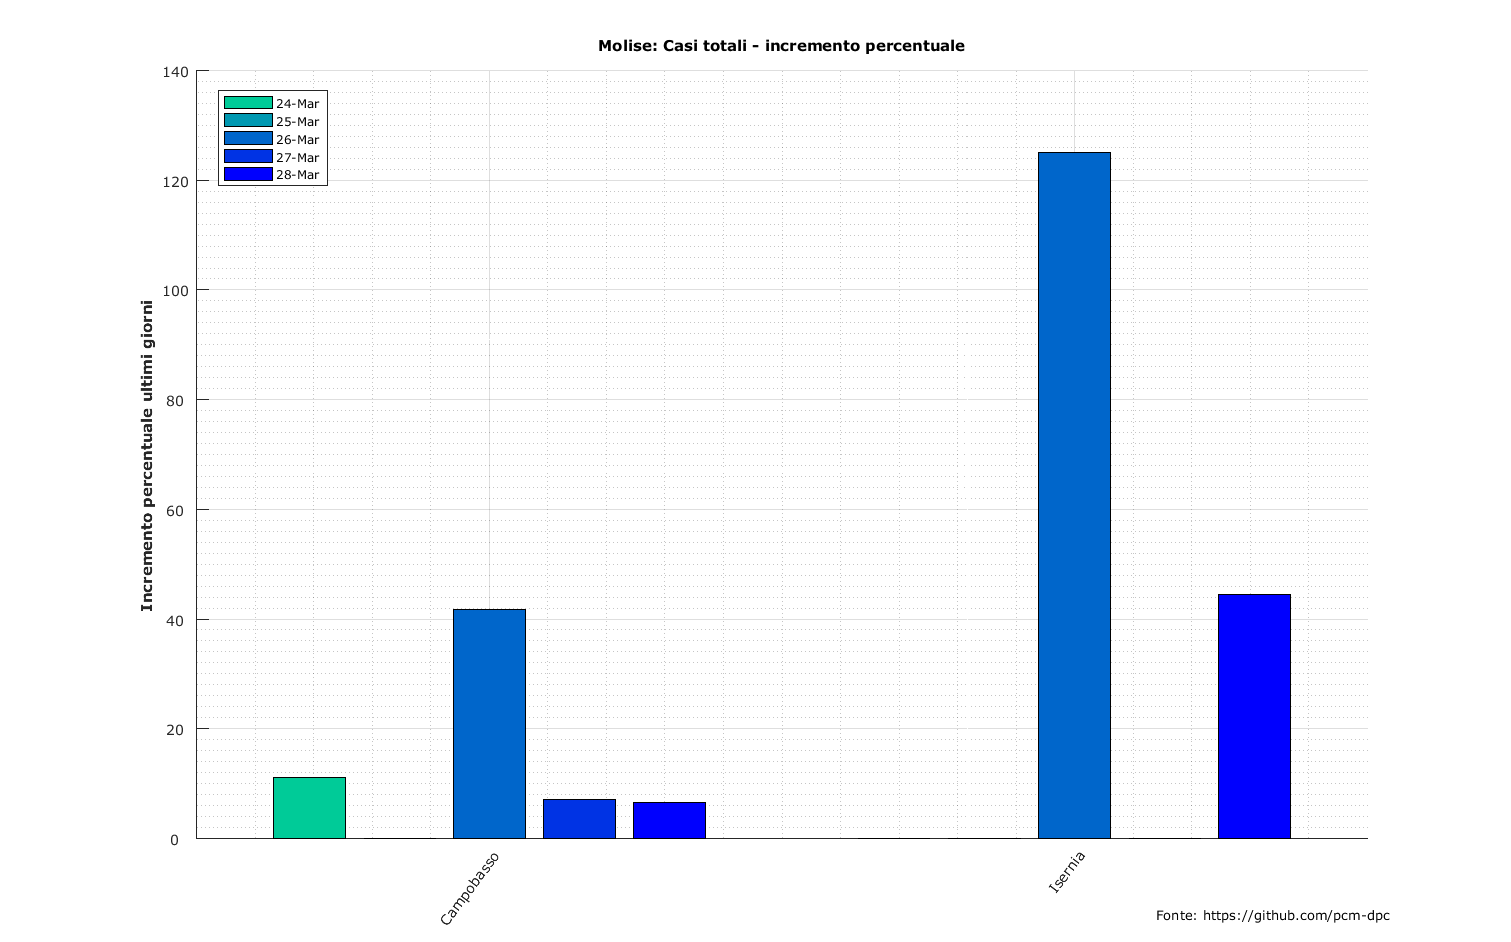 Molise: Casi totali - incremento percentuale
140
120
100
80
60
40
20
0
Incremento percentuale ultimi giorni
24-Mar
25-Mar
26-Mar
27-Mar
28-Mar
Campobasso
Isernia
Fonte: https://github.com/pcm-dpc